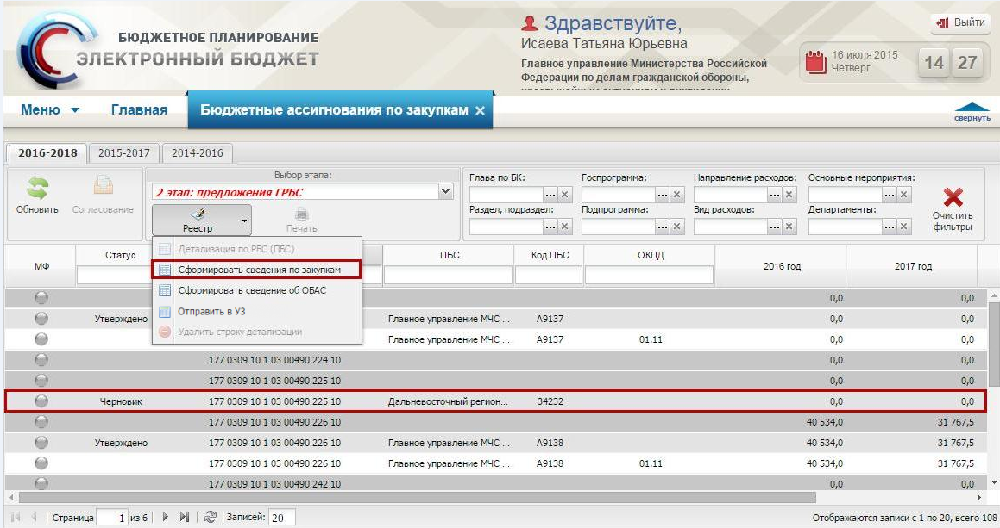 БЮДЖЕТНОЕ ПЛАНИРОВАНИЕ
ЭЛЕКТРОННЫЙ БЮДЖЕТ
Здравствуйте,
Исаева Татьяна Юрьевна
Главное управление Министерства Российской
Федерации по делам гражданской обороны,
16 июля 2015
Четверг
14 27
Выйти
Меню
Главная
Бюджетные ассигнования по закупкам
свернуть
2016-2018 2015-2017 2014-2016
Обновить
Согласование
Выбор этапа:
2 этап: предложения ГРБС
Реестр
Печать
Глава по БК: Госпрограмма: Направление расходов: Основные мероприятия:
Раздел, подраздел: Подпрограмма: Вид расходов: Департаменты:
Очистить
фильтры
Детализация по РБС (ПБС)
Сформировать сведения по закупкам
Сформировать сведение об ОБАС
Отправить в УЗ
Удалить строку детализации
МФ Статус ПБС Код ПБС ОКПД 2016 год 2017 год
0,0 0,0
Утверждено Главное управление МЧС ... A9137 0,0 0,0
Главное управление МЧС ... A9137 01.11 0,0 0,0
177 0309 10 1 03 00490 224 10 0,0 0,0
177 0309 10 1 03 00490 225 10 0,0 0,0
Черновик 177 0309 10 1 03 00490 225 10 Дальневосточный регион... 34232 0,0 0,0
177 0309 10 1 03 00490 226 10 40 534,0 31 767,5
Утверждено 177 0309 10 1 03 00490 226 10 Главное управление МЧС ... A9138 40 534,0 31 767,5
177 0309 10 1 03 00490 226 10 Главное управление МЧС ... A9138 01.11 40 534,0 31 767,5
177 0309 10 1 03 00490 242 10 0,0 0,0
Страница 1 из 6 Записей: 20
Отображаются записи с 1 по 20, всего 108